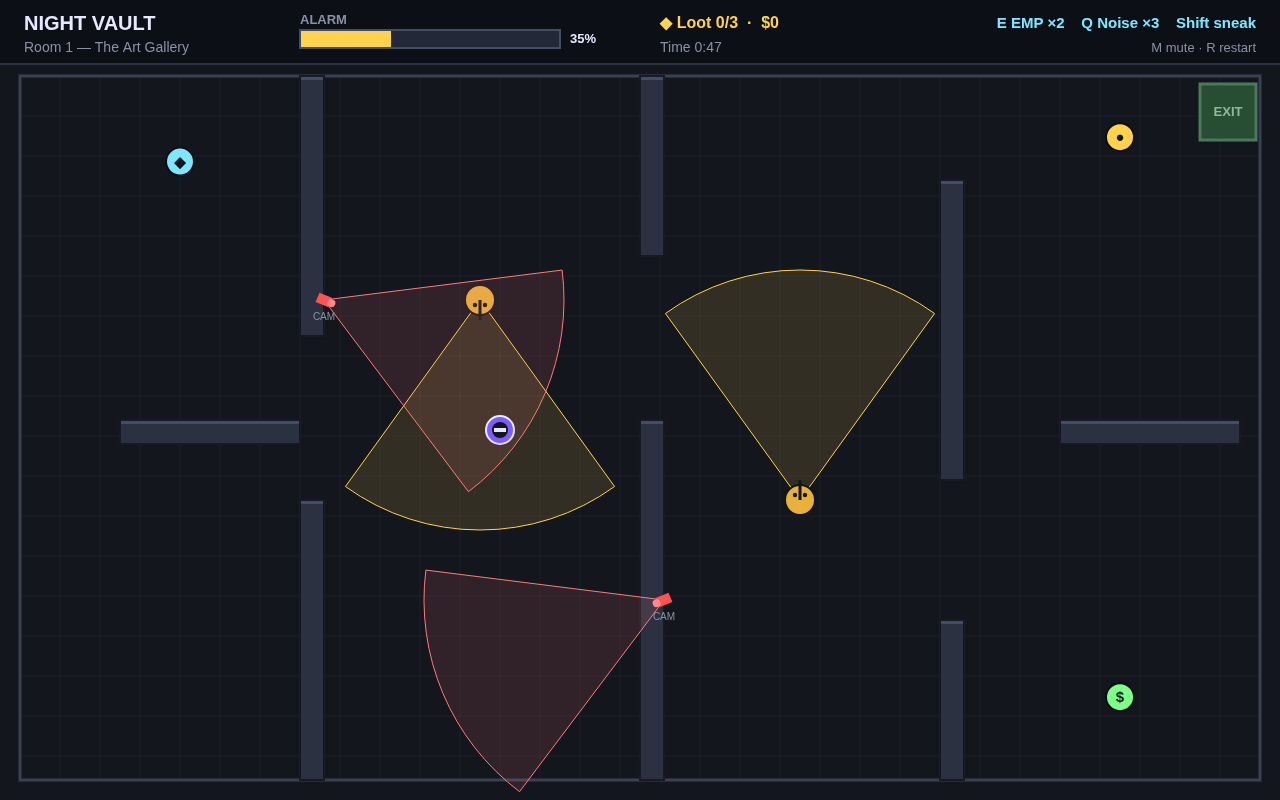 NIGHT VAULT
Room 1 — The Art Gallery
ALARM
35%
◆ Loot 0/3 · $0
Time 0:47
E EMP ×2 Q Noise ×3 Shift sneak
M mute · R restart
EXIT
CAM
CAM
$